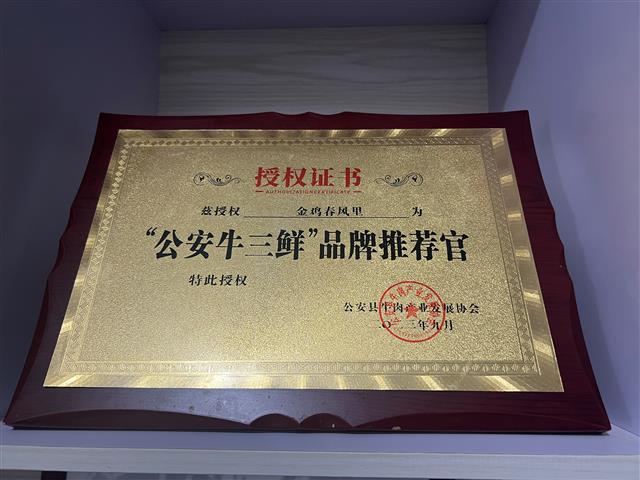 授权证书
AUTHORIZATION CERTIFICATE
兹授权 金鸡春风里 为
“公安牛三鲜”品牌推荐官
特此授权
公安县牛肉产业发展协会
二〇二三年九月